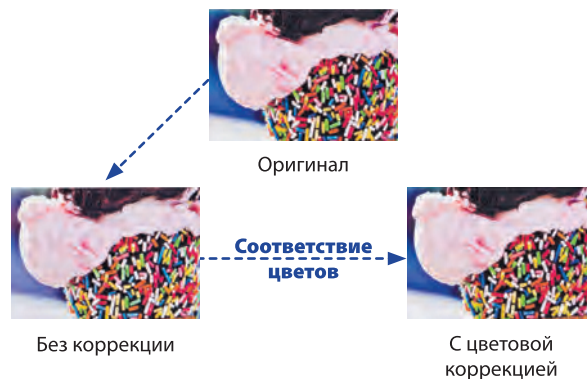 Оригинал
Соответствие
цветов
Без коррекции
С цветовой
коррекцией